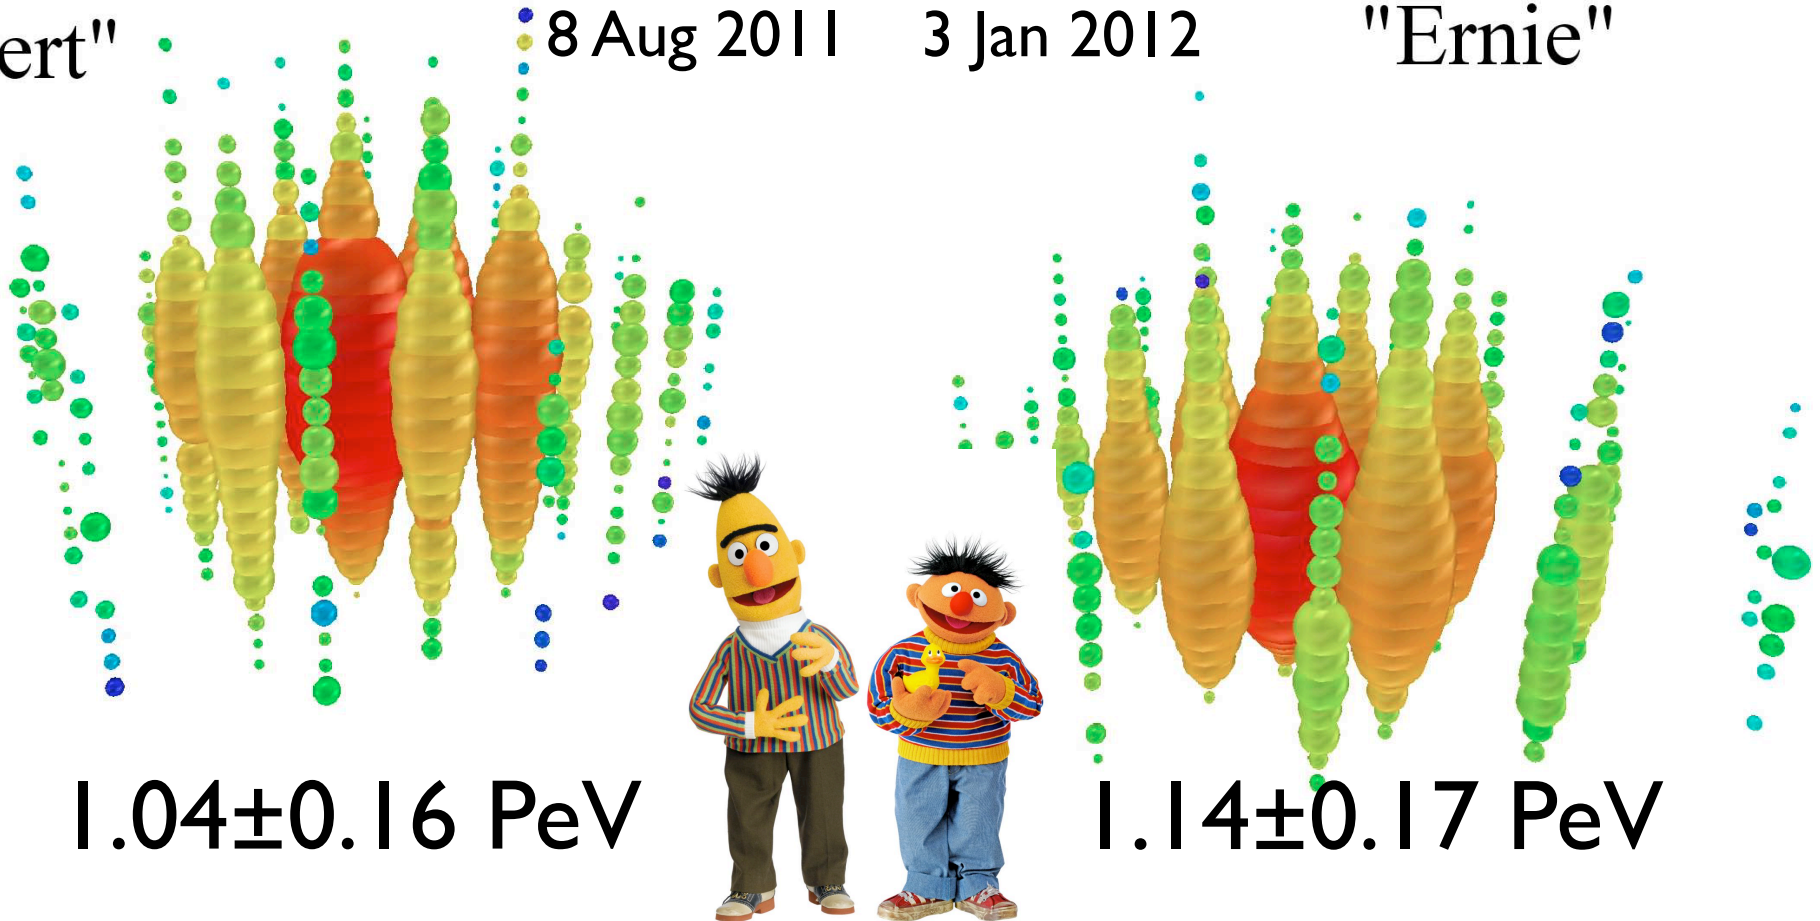 ert"
8 Aug 2011
3 Jan 2012
"Ernie"
1.04±0.16 PeV
1.14±0.17 PeV